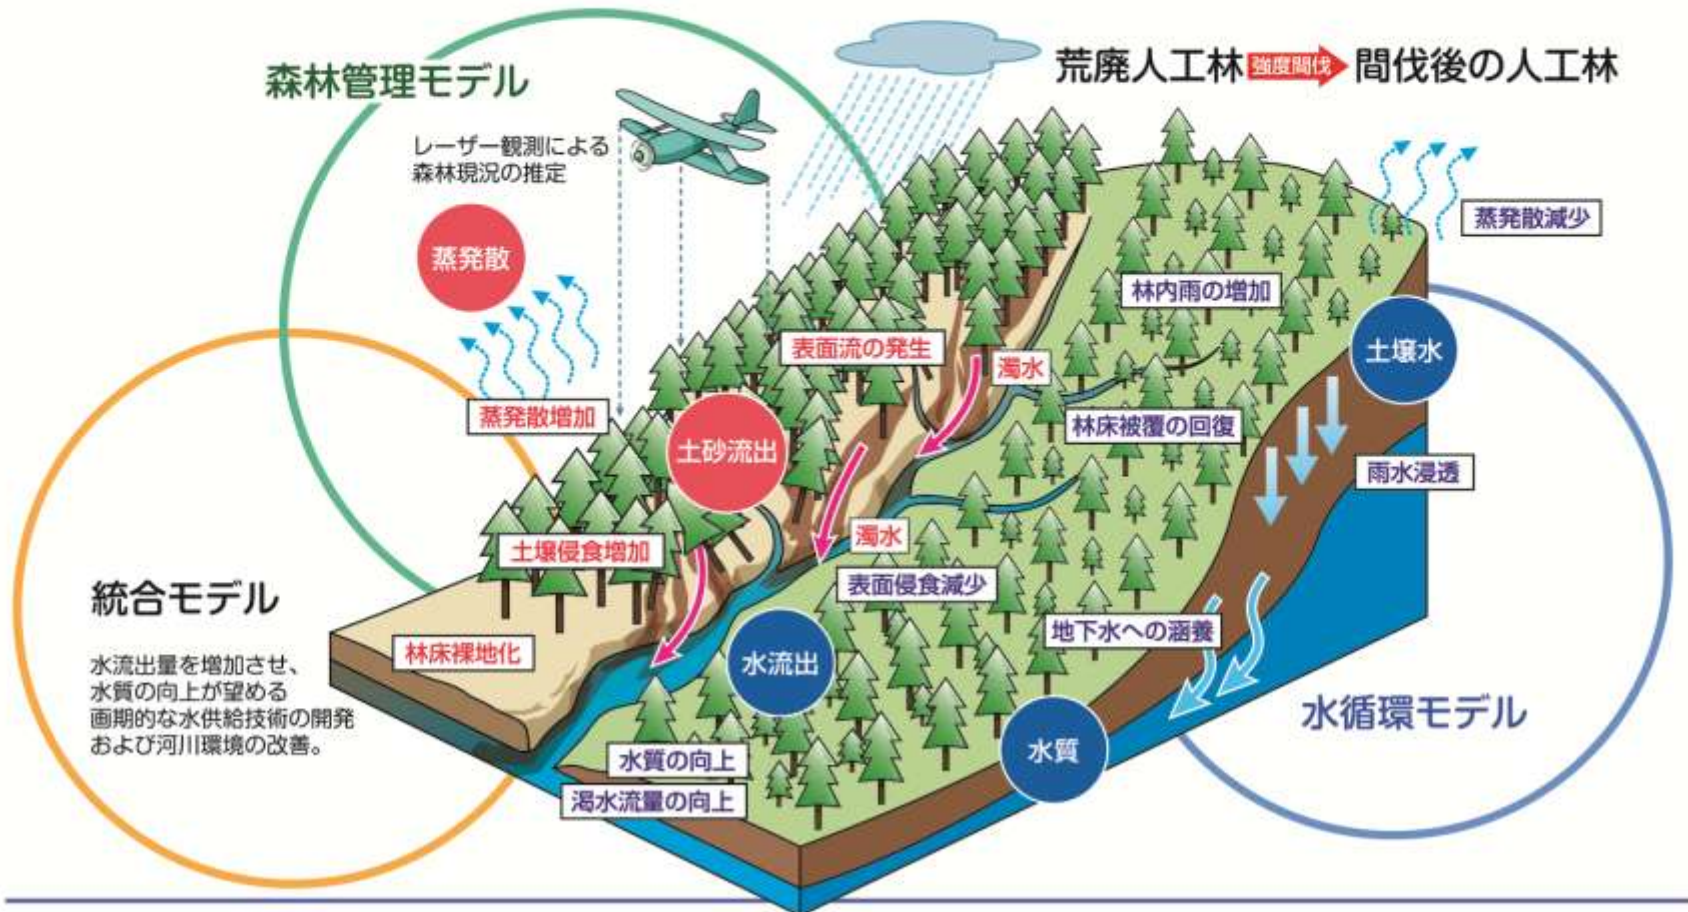 森林管理モデル
荒廃人工林 強度間伐 間伐後の人工林
レーザー観測による
森林現況の推定
蒸発散
蒸発散減少
林内雨の増加
表面流の発生
濁水
土壌水
蒸発散増加
林床被覆の回復
土砂流出
雨水浸透
濁水
土壌侵食増加
表面侵食減少
統合モデル
地下水への涵養
林床裸地化
水流出
水流出量を増加させ、
水質の向上が望める
画期的な水供給技術の開発
および河川環境の改善。
水循環モデル
水質
水質の向上
渇水流量の向上